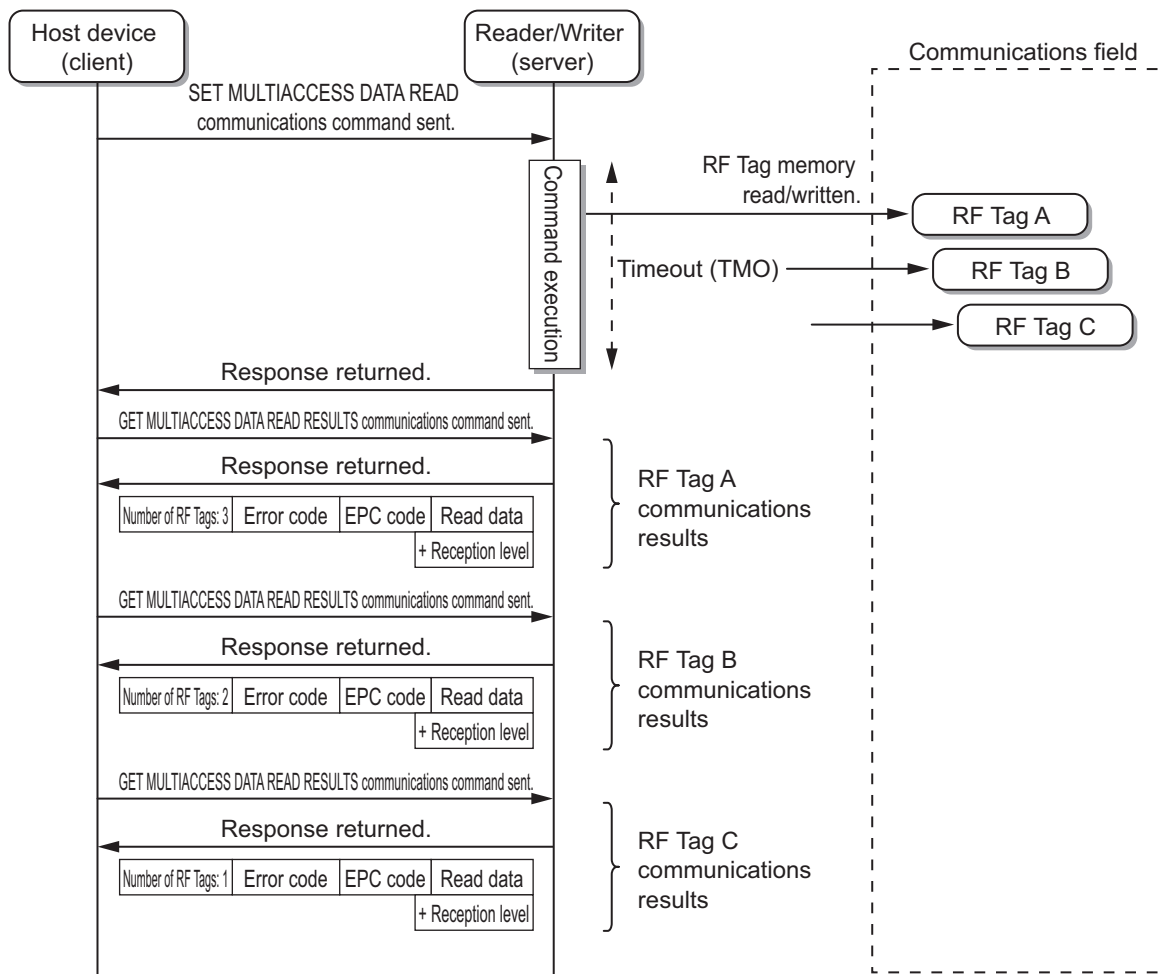 Host device
(client)
Reader/Writer
(server)
Communications field
SET MULTIACCESS DATA READ
communications command sent.
Command execution
RF Tag memory
read/written.
RF Tag A
Timeout (TMO)
RF Tag B
RF Tag C
Response returned.
GET MULTIACCESS DATA READ RESULTS communications command sent.
Response returned.
Number of RF Tags: 3 Error code EPC code Read data
+ Reception level
RF Tag A
communications
results
GET MULTIACCESS DATA READ RESULTS communications command sent.
Response returned.
Number of RF Tags: 2 Error code EPC code Read data
+ Reception level
RF Tag B
communications
results
GET MULTIACCESS DATA READ RESULTS communications command sent.
Response returned.
Number of RF Tags: 1 Error code EPC code Read data
+ Reception level
RF Tag C
communications
results